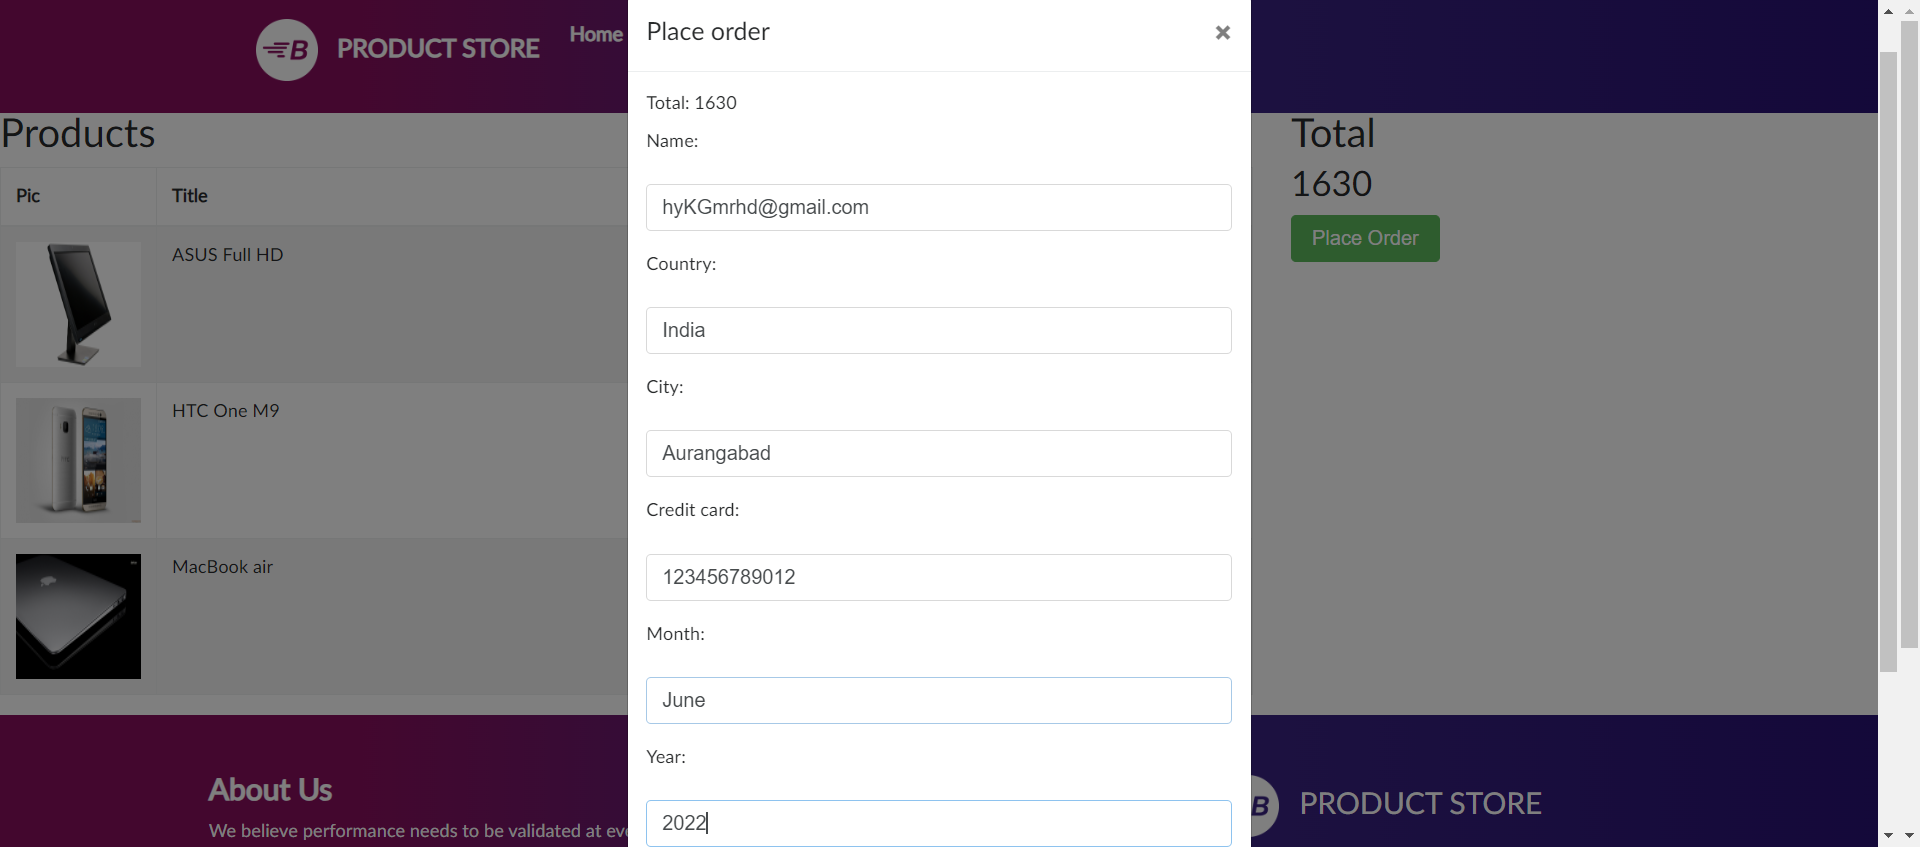 B PRODUCT STORE
Home
Products
Pic
Title
ASUS Full HD
HTC One M9
MacBook air
Place order
×
Total: 1630
Name:
hyKGmrhd@gmail.com
Country:
India
City:
Aurangabad
Credit card:
123456789012
Month:
June
Year:
2022
Total
1630
Place Order
About Us
We believe performance needs to be validated at
B PRODUCT STORE